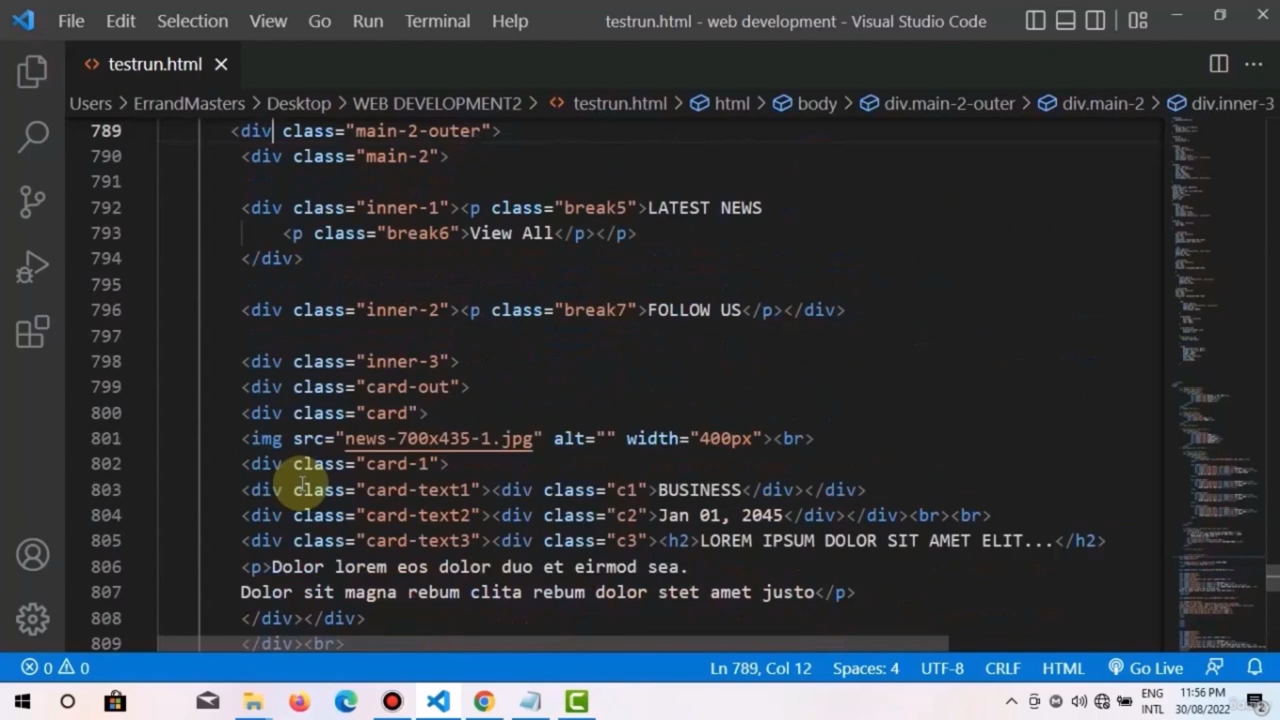 File Edit Selection View Go Run Terminal Help testrun.html - web development - Visual Studio Code
testrun.html
Users > ErrandMasters > Desktop > WEB DEVELOPMENT2 > testrun.html > html > body > div.main-2-outer > div.main-2 > div.inner-3
789 <div class="main-2-outer">
790 <div class="main-2">
791
792 <div class="inner-1"><p class="break5">LATEST NEWS
793 <p class="break6">View All</p></p>
794 </div>
795
796 <div class="inner-2"><p class="break7">FOLLOW US</p></div>
797
798 <div class="inner-3">
799 <div class="card-out">
800 <div class="card">
801 <img src="news-700x435-1.jpg" alt="" width="400px"><br>
802 <div class="card-1">
803 <div class="card-text1"><div class="c1">BUSINESS</div></div>
804 <div class="card-text2"><div class="c2">Jan 01, 2045</div></div><br><br>
805 <div class="card-text3"><div class="c3"><h2>LOREM IPSUM DOLOR SIT AMET ELIT...</h2>
806 <p>Dolor lorem eos dolor duo et eirmod sea.
807 Dolor sit magna rebum clita rebum dolor stet amet justo</p>
808 </div></div>
809 </div><br>
0 0 Ln 789, Col 12 Spaces: 4 UTF-8 CRLF HTML Go Live
ENG 11:56 PM
INTL 30/08/2022 2